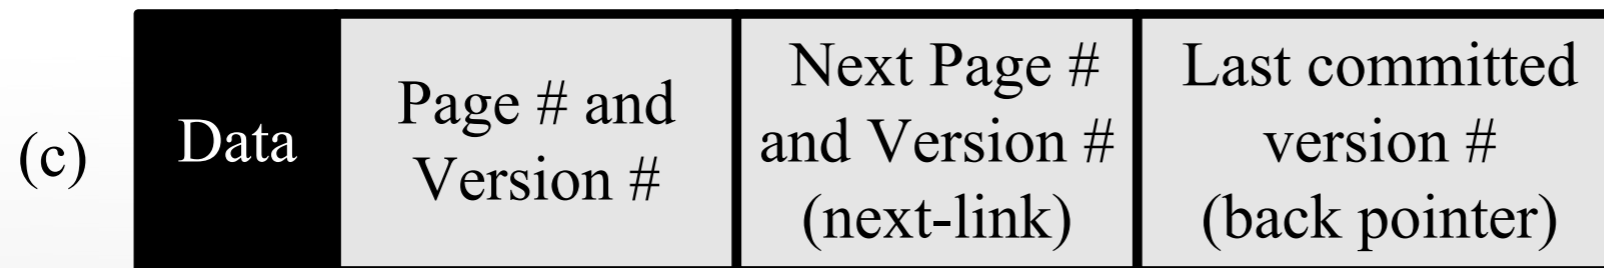 (c)
Data
Page # and
Version #
Next Page #
and Version #
(next-link)
Last committed
version #
(back pointer)